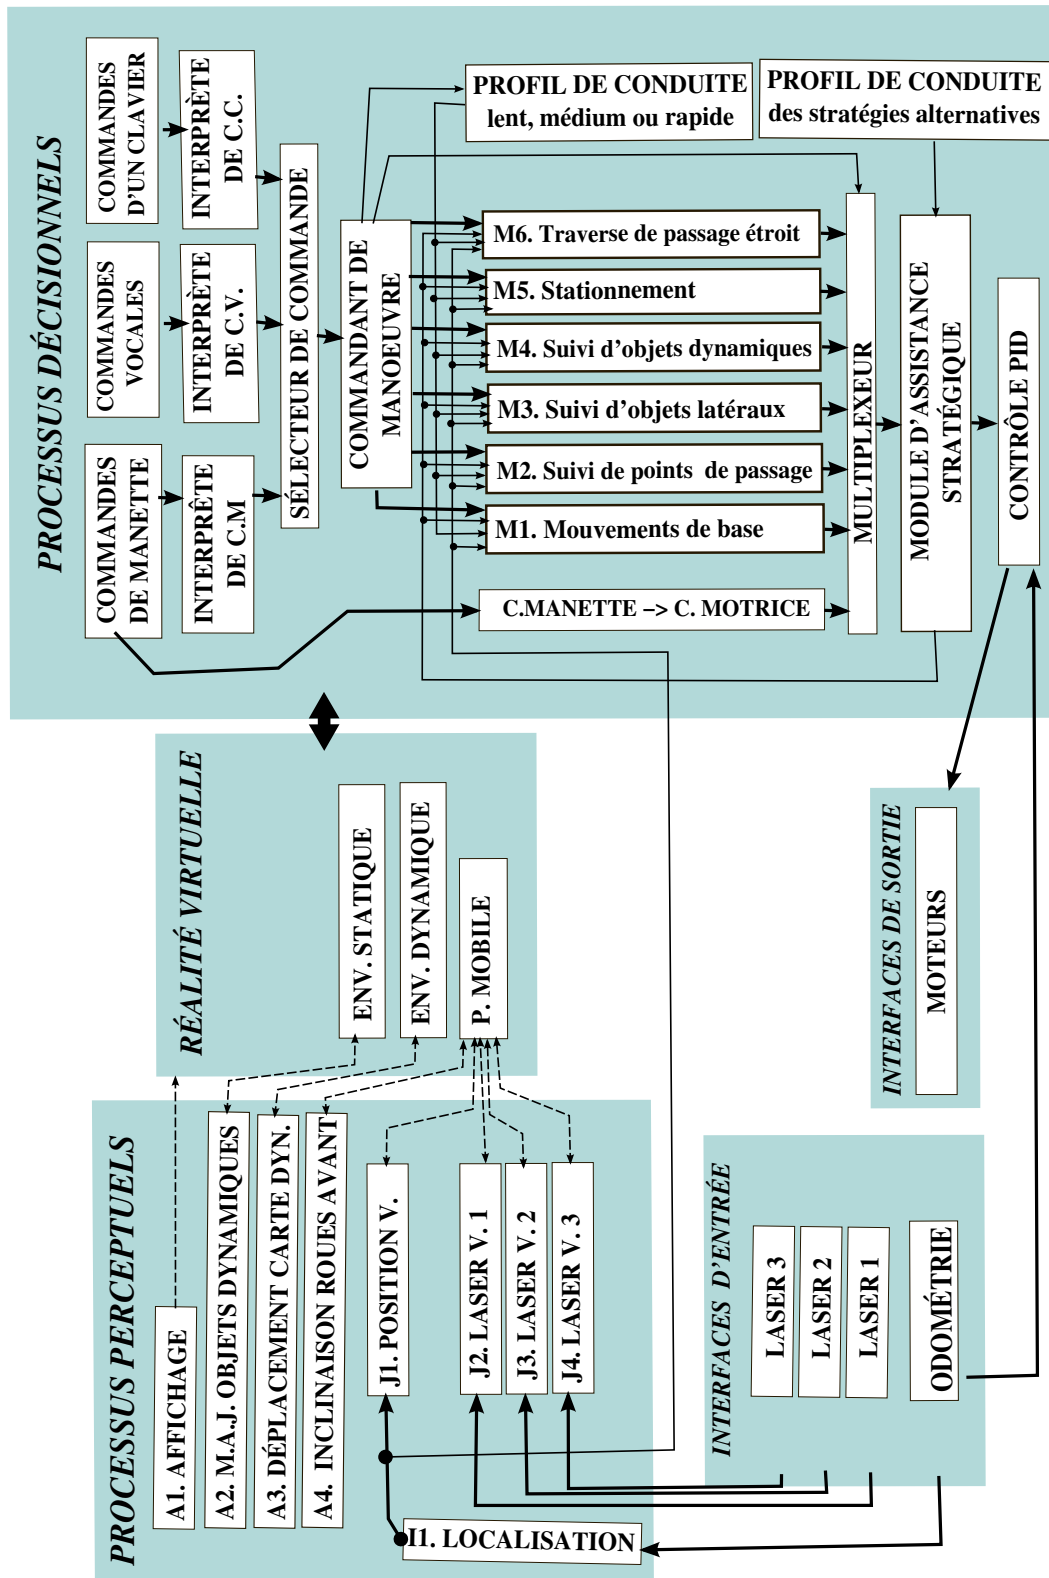 PROCESSUS DÉCISIONNELS
COMMANDES
D'UN CLAVIER
INTERPRÈTE
DE C.C.
COMMANDES
VOCALES
INTERPRÈTE
DE C.V.
COMMANDES
DE MANETTE
INTERPRÊTE
DE C.M
SÉLECTEUR DE COMMANDE
COMMANDANT DE
MANOEUVRE
PROFIL DE CONDUITE
lent, médium ou rapide
PROFIL DE CONDUITE
des stratégies alternatives
M6. Traverse de passage étroit
M5. Stationnement
M4. Suivi d'objets dynamiques
M3. Suivi d'objets latéraux
M2. Suivi de points de passage
M1. Mouvements de base
C.MANETTE –> C. MOTRICE
MULTIPLEXEUR
MODULE D'ASSISTANCE
STRATÉGIQUE
CONTRÔLE PID
RÉALITÉ VIRTUELLE
ENV. STATIQUE
ENV. DYNAMIQUE
P. MOBILE
INTERFACES DE SORTIE
MOTEURS
PROCESSUS PERCEPTUELS
A1. AFFICHAGE
A2. M.A.J. OBJETS DYNAMIQUES
A3. DÉPLACEMENT CARTE DYN.
A4. INCLINAISON ROUES AVANT
J1. POSITION V.
J2. LASER V. 1
J3. LASER V. 2
J4. LASER V. 3
I1. LOCALISATION
INTERFACES D'ENTRÉE
LASER 3
LASER 2
LASER 1
ODOMÉTRIE